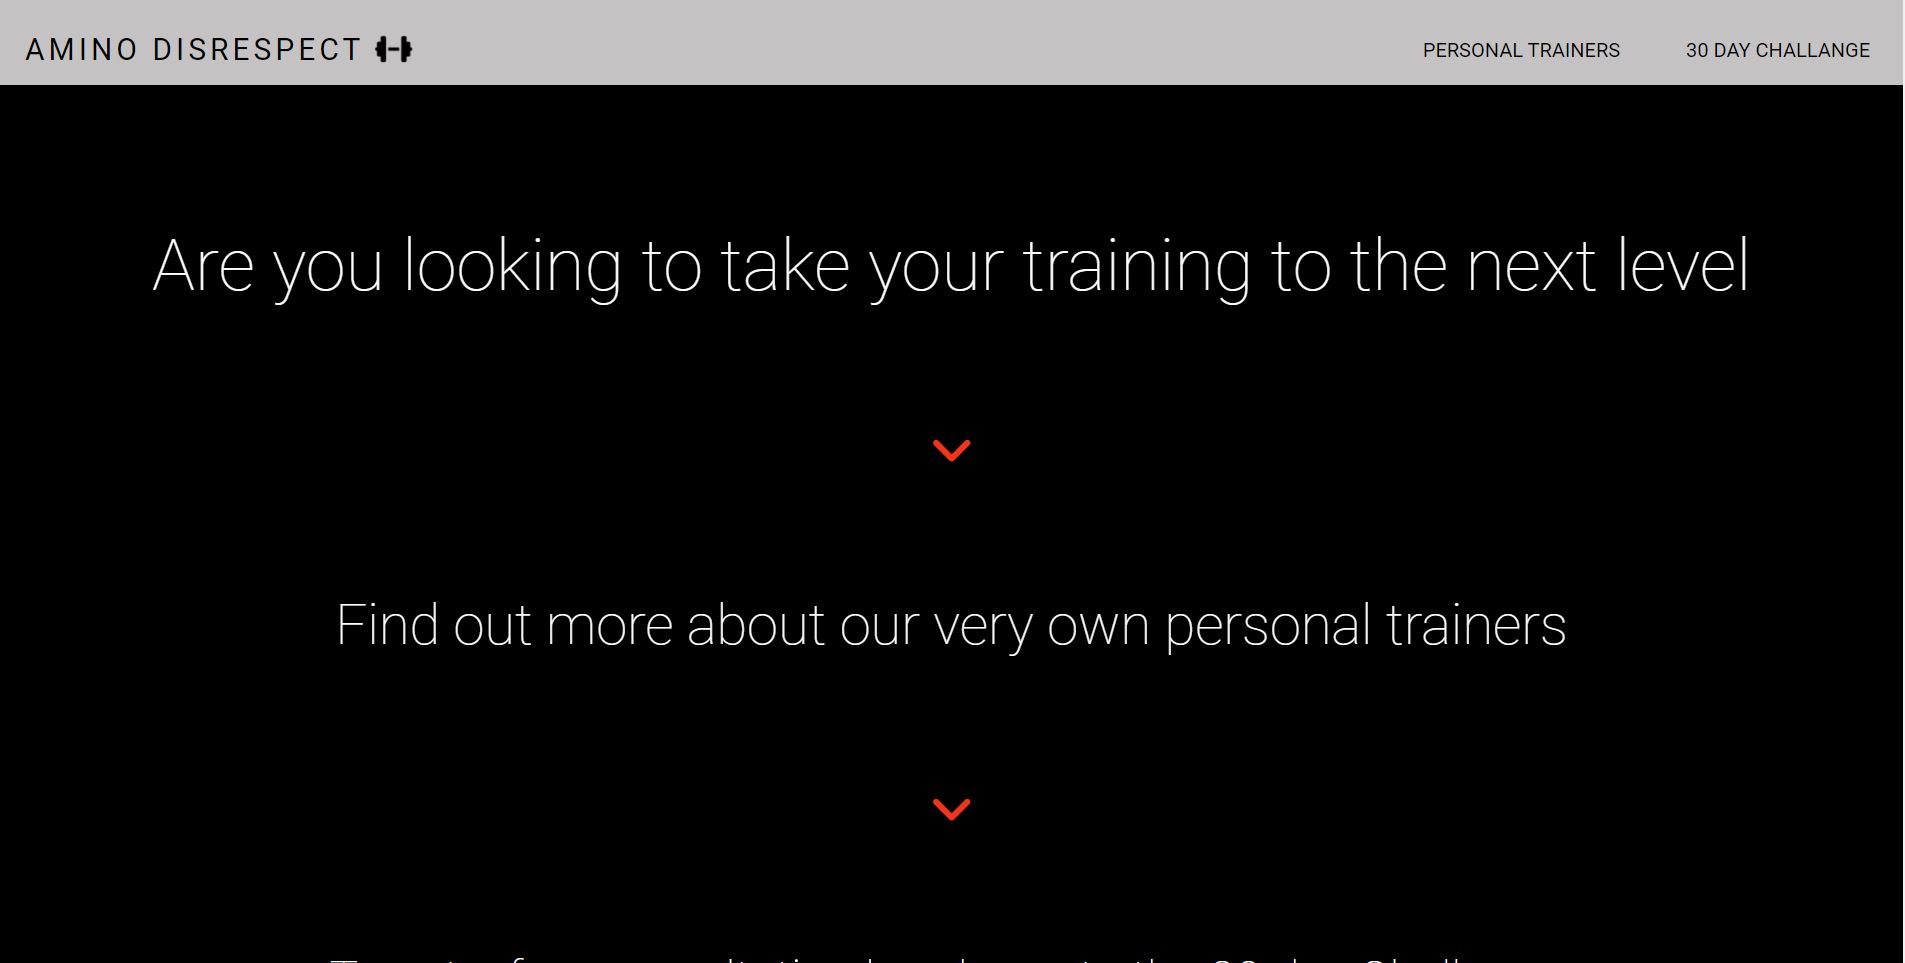 AMINO DISRESPECT
PERSONAL TRAINERS
30 DAY CHALLANGE
Are you looking to take your training to the next level
Find out more about our very own personal trainers